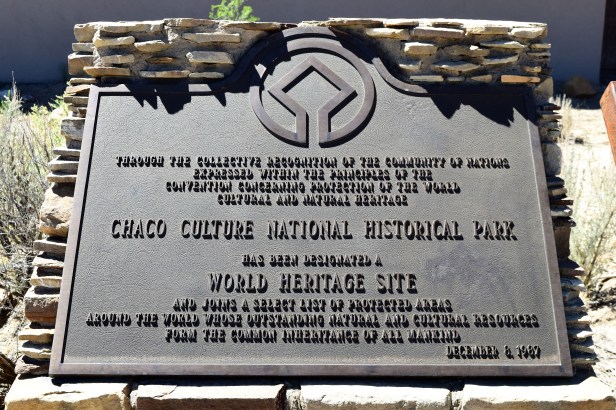 THROUGH THE COLLECTIVE RECOGNITION OF THE COMMUNITY OF NATIONS
EXPRESSED WITHIN THE PRINCIPLES OF THE
CONVENTION CONCERNING PROTECTION OF THE WORLD
CULTURAL AND NATURAL HERITAGE
CHACO CULTURE NATIONAL HISTORICAL PARK
HAS BEEN DESIGNATED A
WORLD HERITAGE SITE
AND JOINS A SELECT LIST OF PROTECTED AREAS
AROUND THE WORLD WHOSE OUTSTANDING NATURAL AND CULTURAL RESOURCES
FORM THE COMMON INHERITANCE OF ALL MANKIND
DECEMBER 8, 1987